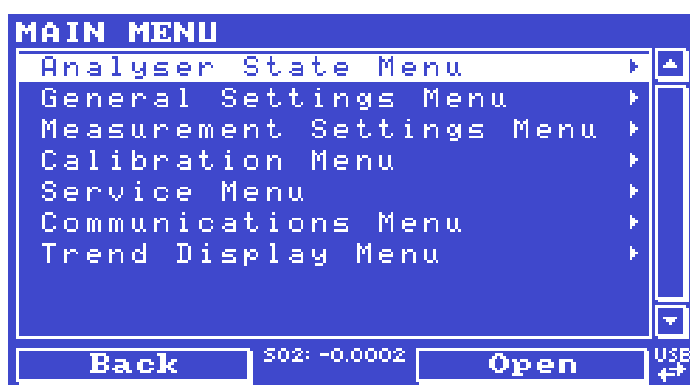 MAIN MENU
Analyser State Menu
General Settings Menu
Measurement Settings Menu
Calibration Menu
Service Menu
Communications Menu
Trend Display Menu
Back SO2: -0.0002 Open USB